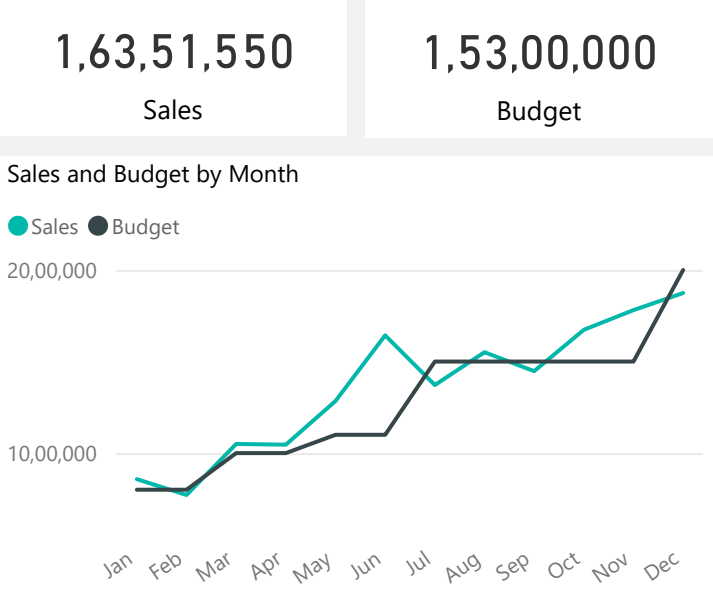 1,63,51,550
Sales
1,53,00,000
Budget
Sales and Budget by Month
Sales Budget
20,00,000
10,00,000
Jan Feb Mar Apr May Jun Jul Aug Sep Oct Nov Dec